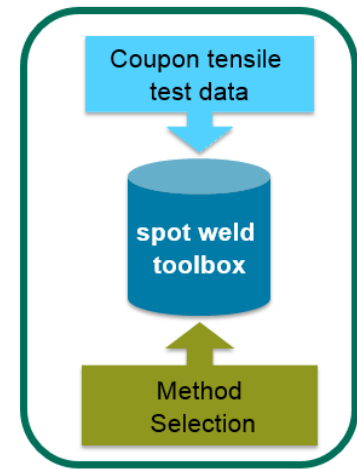 Coupon tensile
test data
spot weld
toolbox
Method
Selection